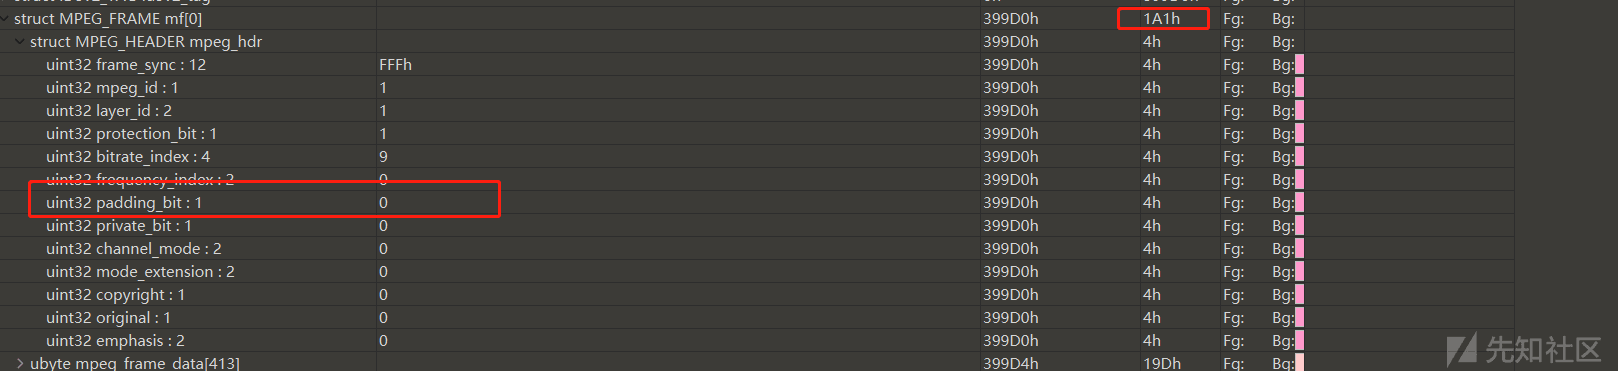 struct MPEG_FRAME mf[0] 399D0h 1A1h Fg: Bg:
struct MPEG_HEADER mpeg_hdr 399D0h 4h Fg: Bg:
uint32 frame_sync : 12 FFFh 399D0h 4h Fg: Bg:
uint32 mpeg_id : 1 1 399D0h 4h Fg: Bg:
uint32 layer_id : 2 1 399D0h 4h Fg: Bg:
uint32 protection_bit : 1 1 399D0h 4h Fg: Bg:
uint32 bitrate_index : 4 9 399D0h 4h Fg: Bg:
uint32 frequency_index : 2 0 399D0h 4h Fg: Bg:
uint32 padding_bit : 1 0 399D0h 4h Fg: Bg:
uint32 private_bit : 1 0 399D0h 4h Fg: Bg:
uint32 channel_mode : 2 0 399D0h 4h Fg: Bg:
uint32 mode_extension : 2 0 399D0h 4h Fg: Bg:
uint32 copyright : 1 0 399D0h 4h Fg: Bg:
uint32 original : 1 0 399D0h 4h Fg: Bg:
uint32 emphasis : 2 0 399D0h 4h Fg: Bg:
ubyte mpeg_frame_data[413] 399D4h 19Dh Fg: Bg:
先知社区